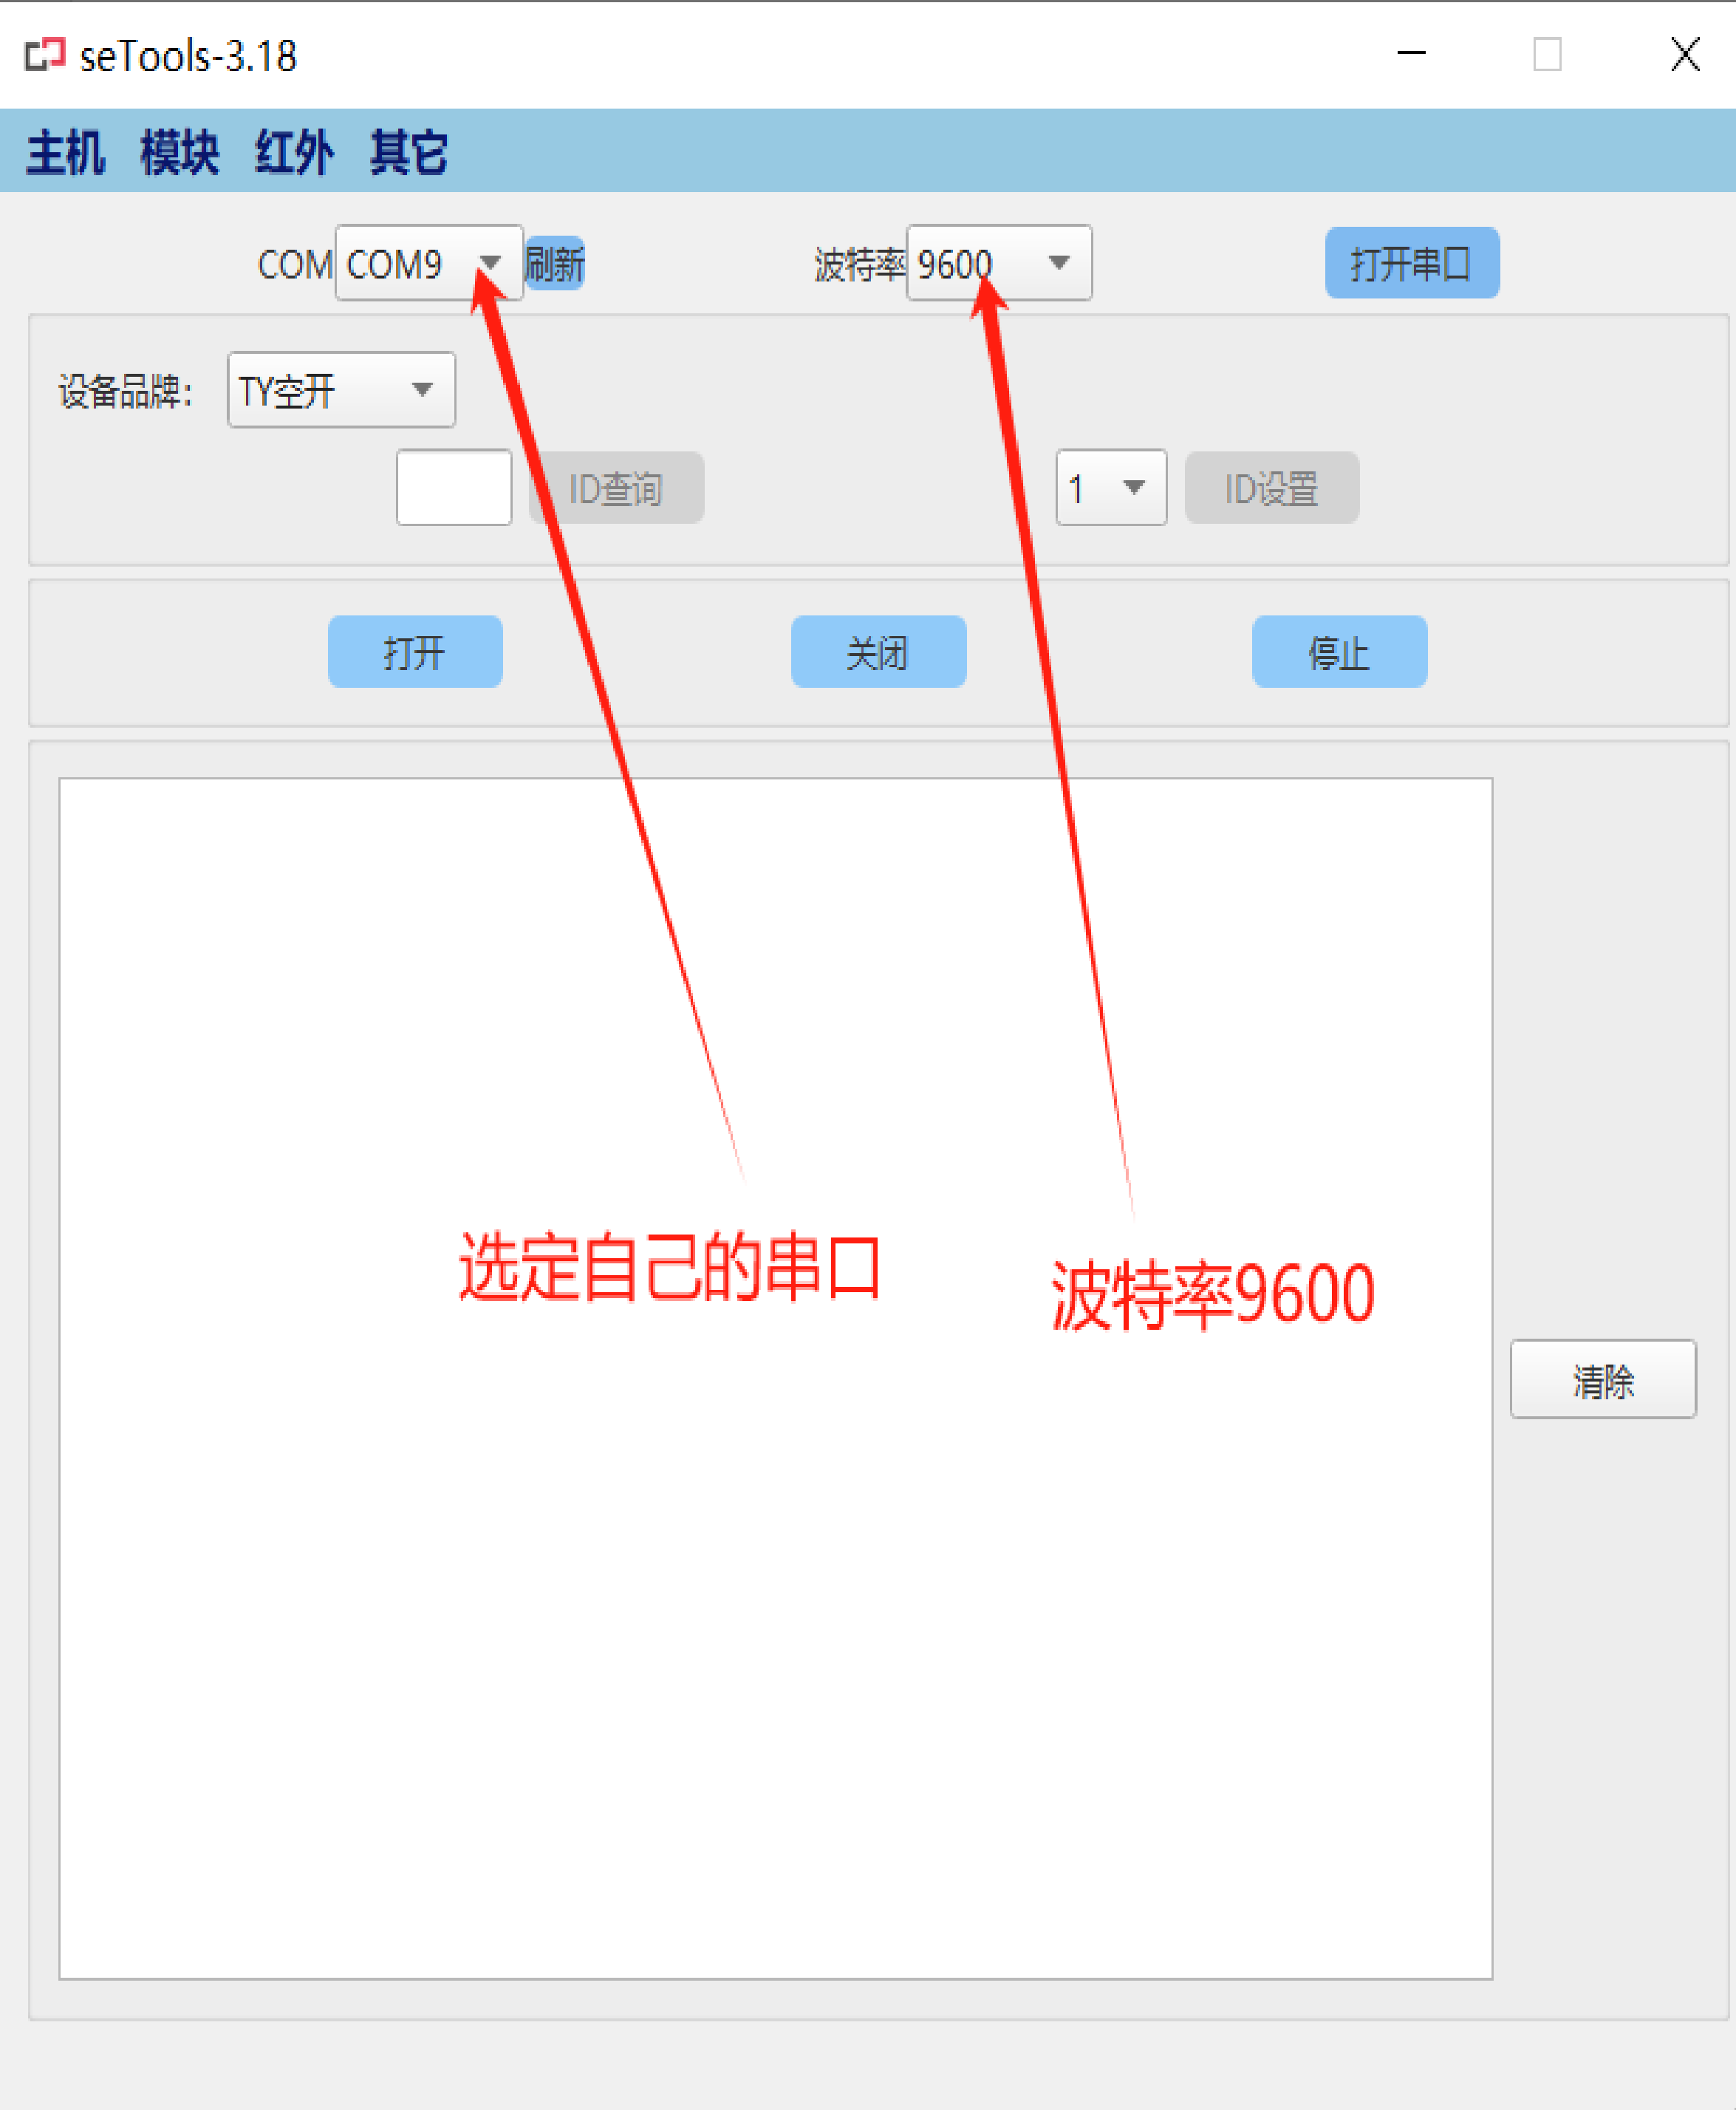 seTools-3.18
主机 模块 红外 其它
COM COM9 刷新 波特率 9600 打开串口
设备品牌： TY空开
ID查询 1 ID设置
打开 关闭 停止
选定自己的串口
波特率9600
清除